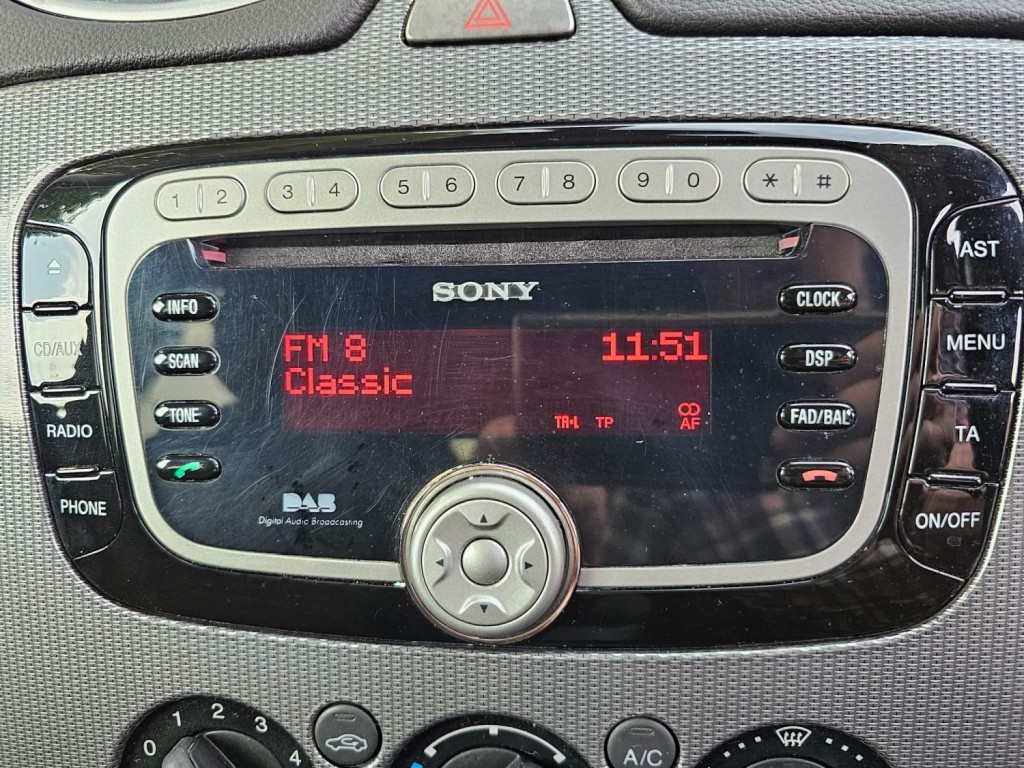 1 2 3 4 5 6 7 8 9 0 * #
SONY
INFO
CLOCK
AST
FM 8 11:51
CD/AUX
SCAN
DSP
MENU
Classic
TONE
FAD/BAL
RADIO
TA-L TP AF
TA
PHONE
DAB
Digital Audio Broadcasting
ON/OFF
0 1 2 3 4
A/C